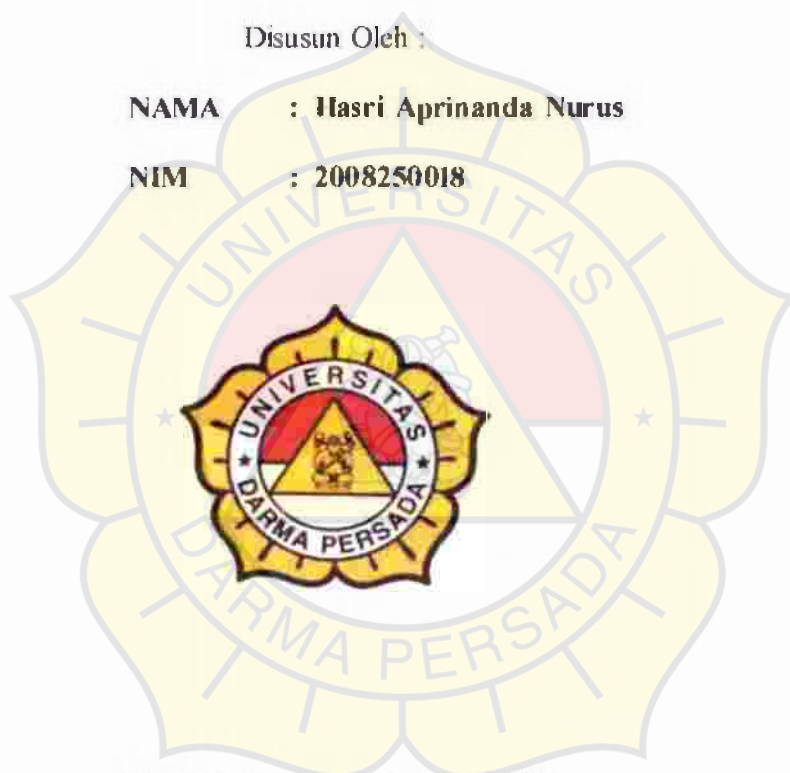 Disusun Oleh :
NAMA : Hasri Aprinanda Nurus
NIM : 2008250018
UNIVERSITAS
DARMA PERSADA
UNIVERSITAS
DARMA PERSADA